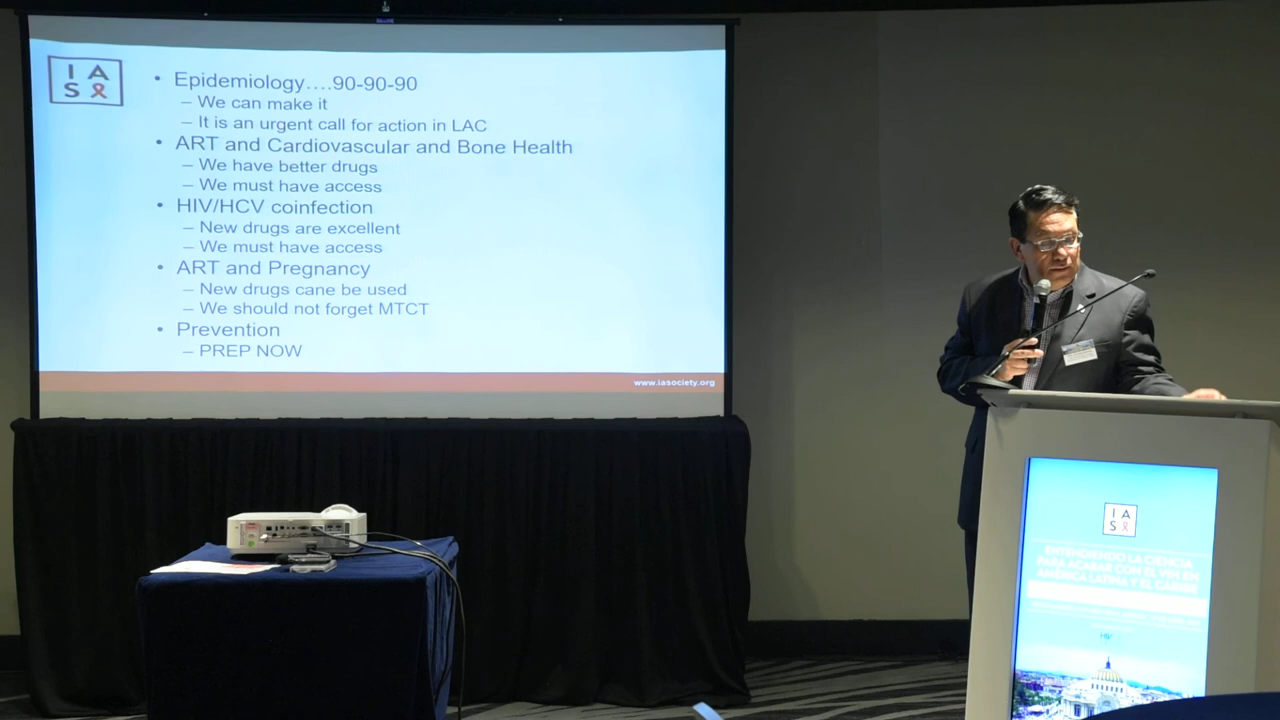 I A
S
• Epidemiology….90-90-90
– We can make it
– It is an urgent call for action in LAC
• ART and Cardiovascular and Bone Health
– We have better drugs
– We must have access
• HIV/HCV coinfection
– New drugs are excellent
– We must have access
• ART and Pregnancy
– New drugs cane be used
– We should not forget MTCT
• Prevention
– PREP NOW
www.iasociety.org
I A
S
ENTENDIENDO LA CIENCIA
PARA ACABAR CON EL VIH EN
AMÉRICA LATINA Y EL CARIBE